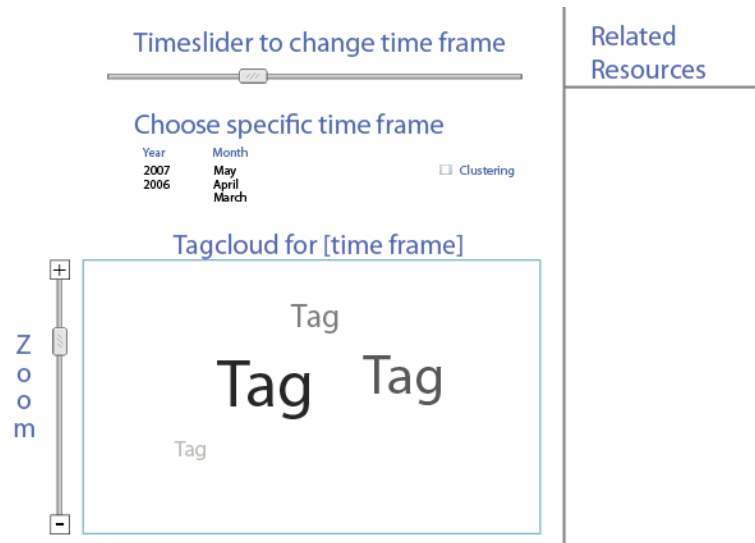 Timeslider to change time frame
Related
Resources
Choose specific time frame
Year Month
2007 May
2006 April
March
Clustering
Tagcloud for [time frame]
+
Zoom
-
Tag
Tag
Tag
Tag